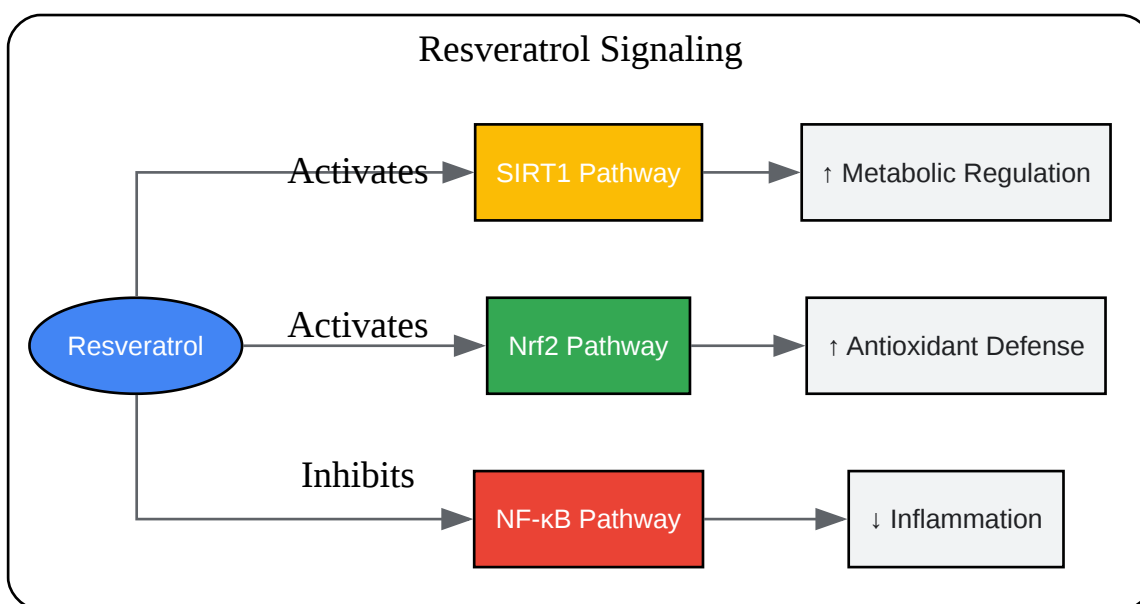 Resveratrol Signaling
Activates
SIRT1 Pathway
↑ Metabolic Regulation
Resveratrol
Activates
Nrf2 Pathway
↑ Antioxidant Defense
Inhibits
NF-κB Pathway
↓ Inflammation